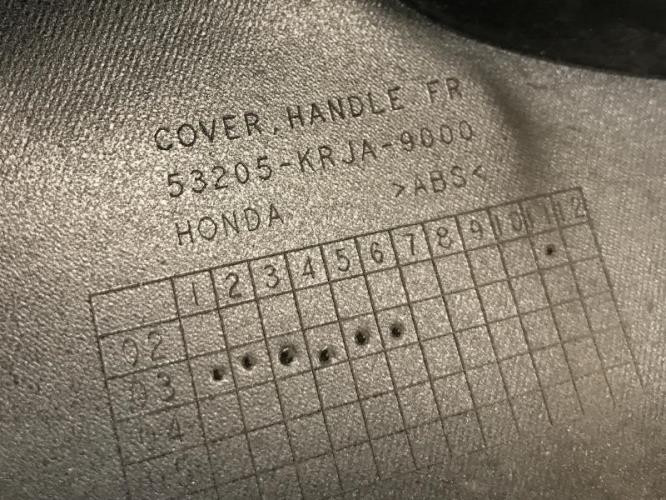 COVER, HANDLE FR
53205-KRJA-9000
HONDA >ABS<
1 2 3 4 5 6 7 8 9 10 11 12
02
03
04